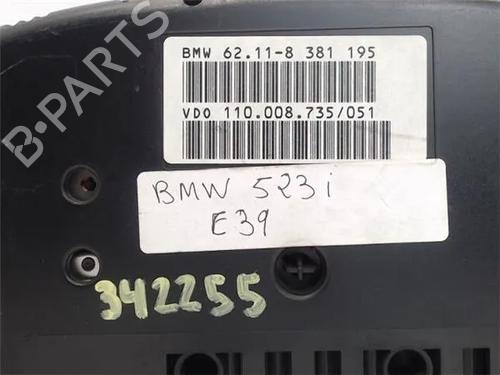 B-PARTS
BMW 62.11-8 381 195
VDO 110.008.735/051
BMW 523i
E39
342255